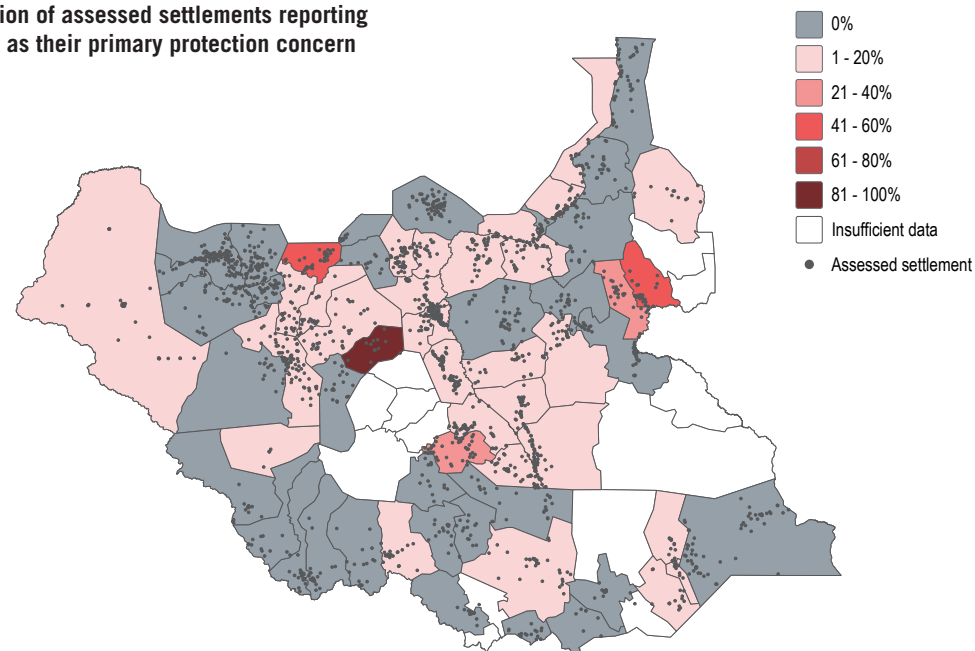 ion of assessed settlements reporting
as their primary protection concern
0%
1 - 20%
21 - 40%
41 - 60%
61 - 80%
81 - 100%
Insufficient data
Assessed settlement